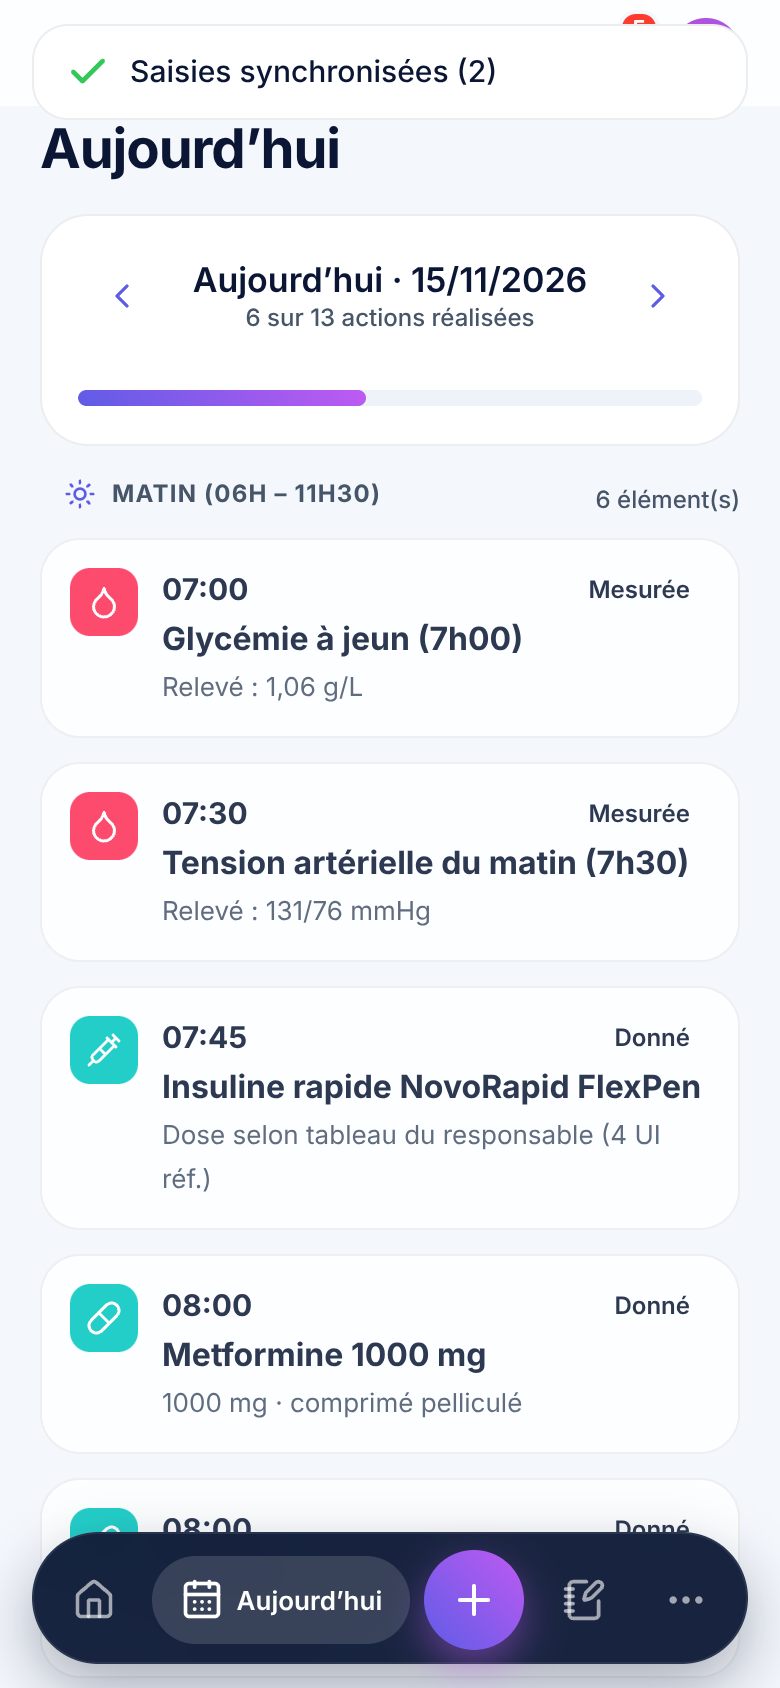 Saisies synchronisées (2)
Aujourd’hui
Aujourd’hui · 15/11/2026
6 sur 13 actions réalisées
MATIN (06H – 11H30)
6 élément(s)
07:00
Mesurée
Glycémie à jeun (7h00)
Relevé : 1,06 g/L
07:30
Mesurée
Tension artérielle du matin (7h30)
Relevé : 131/76 mmHg
07:45
Donné
Insuline rapide NovoRapid FlexPen
Dose selon tableau du responsable (4 UI
réf.)
08:00
Donné
Metformine 1000 mg
1000 mg · comprimé pelliculé
08:00
Donné
Aujourd’hui